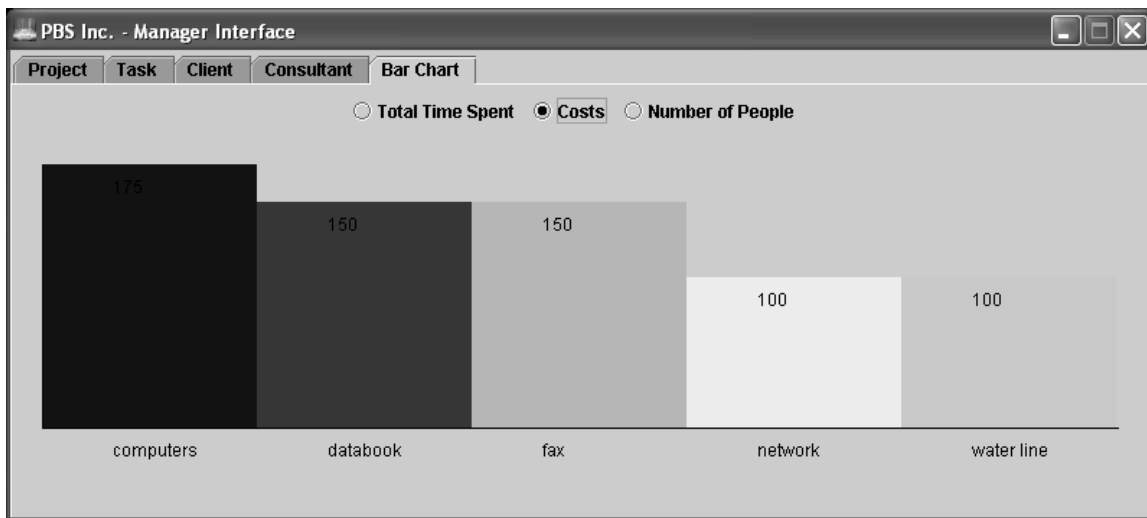 PBS Inc. - Manager Interface
Project Task Client Consultant Bar Chart
Total Time Spent Costs Number of People
175
150 150
100 100
computers databook fax network water line